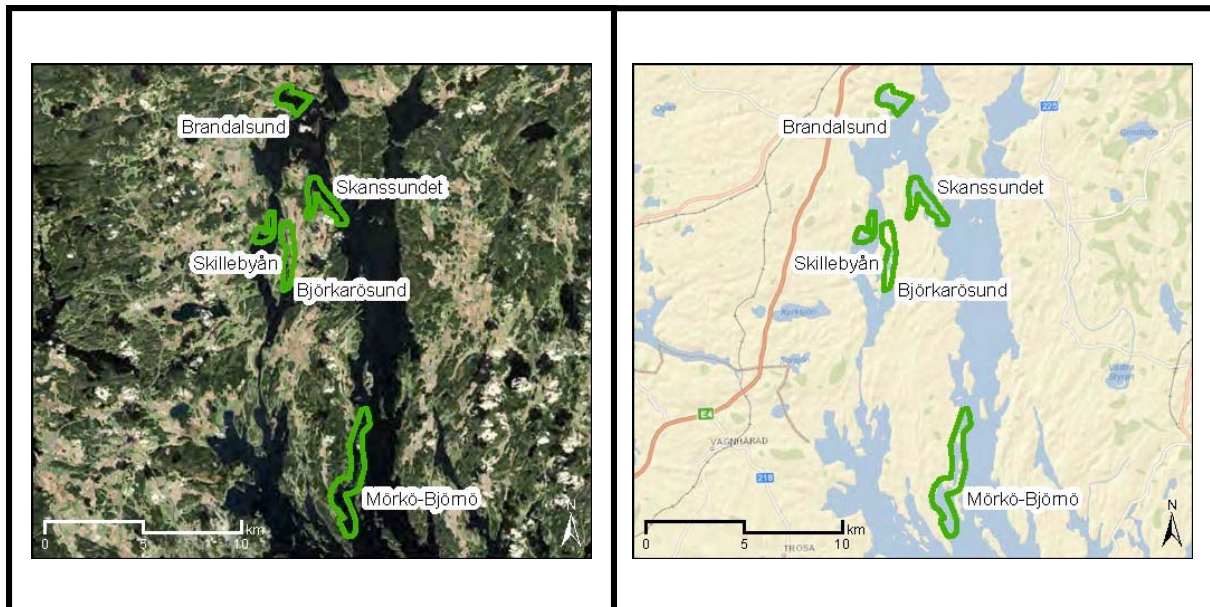 Brandalsund
Skanssundet
Skillebyån
Björkarösund
Mörkö-Björnö
0 5 10 km
N
Brandalsund
225
Skanssundet
Skillebyån
Björkarösund
Kyrksjön
E4
VAGNHÄRAD
218
Mörkö-Björnö
TROSA
0 5 10 km
N